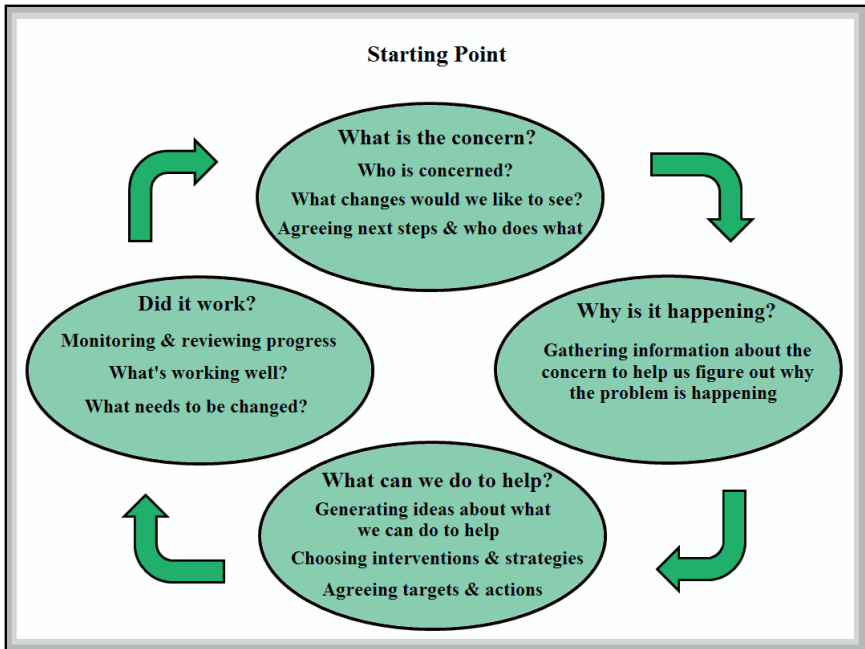 Starting Point
What is the concern?
Who is concerned?
What changes would we like to see?
Agreeing next steps & who does what
Why is it happening?
Gathering information about the
concern to help us figure out why
the problem is happening
What can we do to help?
Generating ideas about what
we can do to help
Choosing interventions & strategies
Agreeing targets & actions
Did it work?
Monitoring & reviewing progress
What's working well?
What needs to be changed?